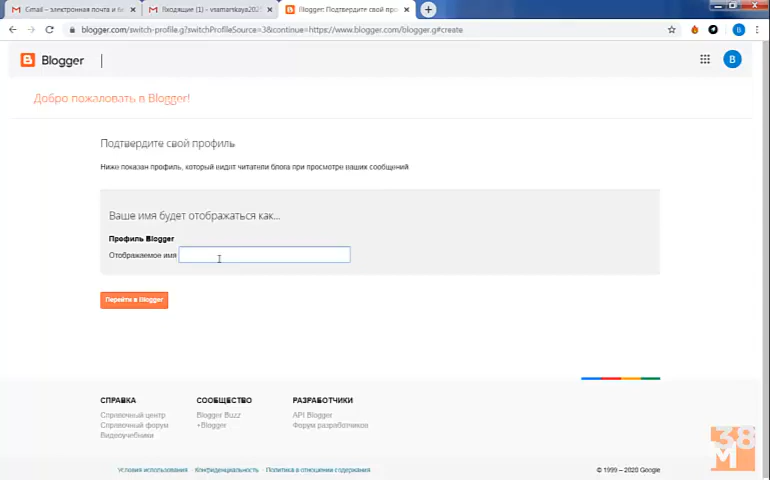 Gmail – электронная почта и бе
Входящие (1) – vsamarskaya202
Blogger: Подтвердите свой про
blogger.com/switch-profile.g?switchProfileSource=3&continue=https://www.blogger.com/blogger.g#create
B
Blogger
B
Добро пожаловать в Blogger!
Подтвердите свой профиль
Ниже показан профиль, который видят читатели блога при просмотре ваших сообщений
Ваше имя будет отображаться как...
Профиль Blogger
Отображаемое имя
Перейти в Blogger
СПРАВКА
СООБЩЕСТВО
РАЗРАБОТЧИКИ
Справочный центр
Blogger Buzz
API Blogger
Справочный форум
+Blogger
Форум разработчиков
Видеоучебники
38
М
Условия использования · Конфиденциальность · Политика в отношении содержания
© 1999 – 2020 Google